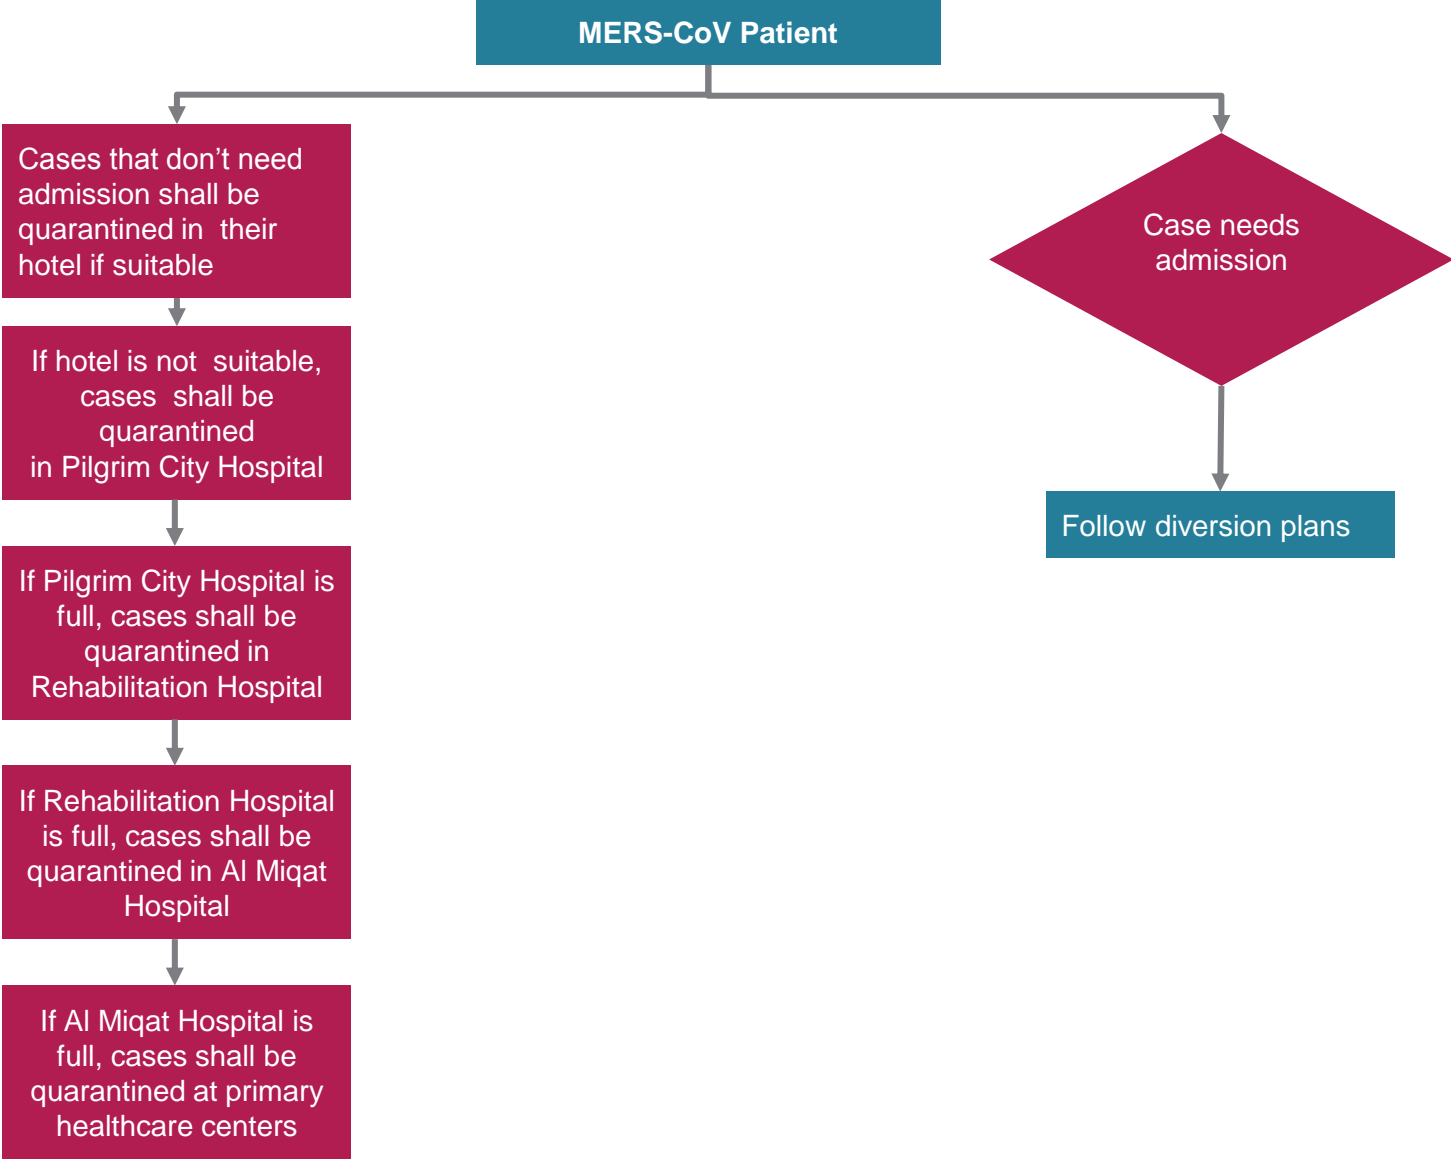 MERS-CoV Patient
Cases that don’t need
admission shall be
quarantined in their
hotel if suitable
If hotel is not suitable,
cases shall be
quarantined
in Pilgrim City Hospital
If Pilgrim City Hospital is
full, cases shall be
quarantined in
Rehabilitation Hospital
If Rehabilitation Hospital
is full, cases shall be
quarantined in Al Miqat
Hospital
If Al Miqat Hospital is
full, cases shall be
quarantined at primary
healthcare centers
Case needs
admission
Follow diversion plans